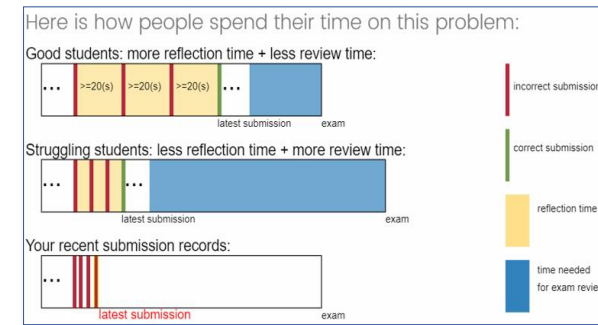 Here is how people spend their time on this problem:
Good students: more reflection time + less review time:
... >=20(s) >=20(s) >=20(s) ...
latest submission exam
Struggling students: less reflection time + more review time:
... ...
latest submission exam
Your recent submission records:
...
latest submission exam
incorrect submission
correct submission
reflection time
time needed
for exam review